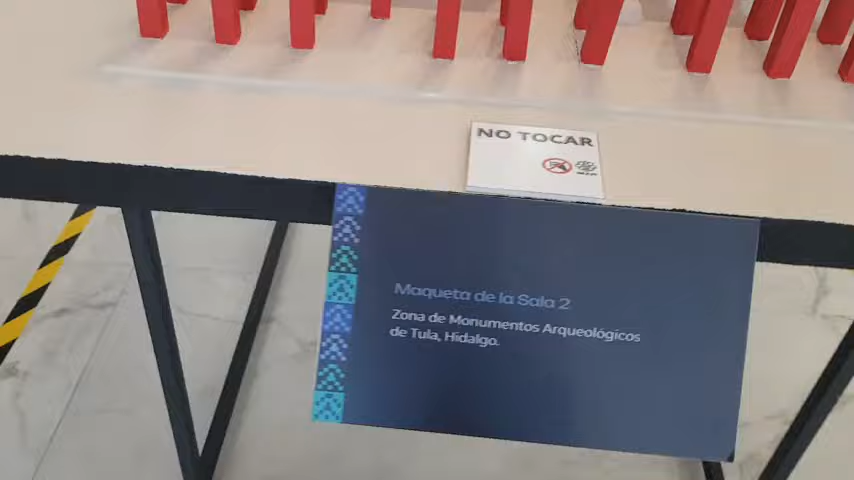 NO TOCAR
Maqueta de la Sala 2
Zona de Monumentos Arqueológicos
de Tula, Hidalgo.